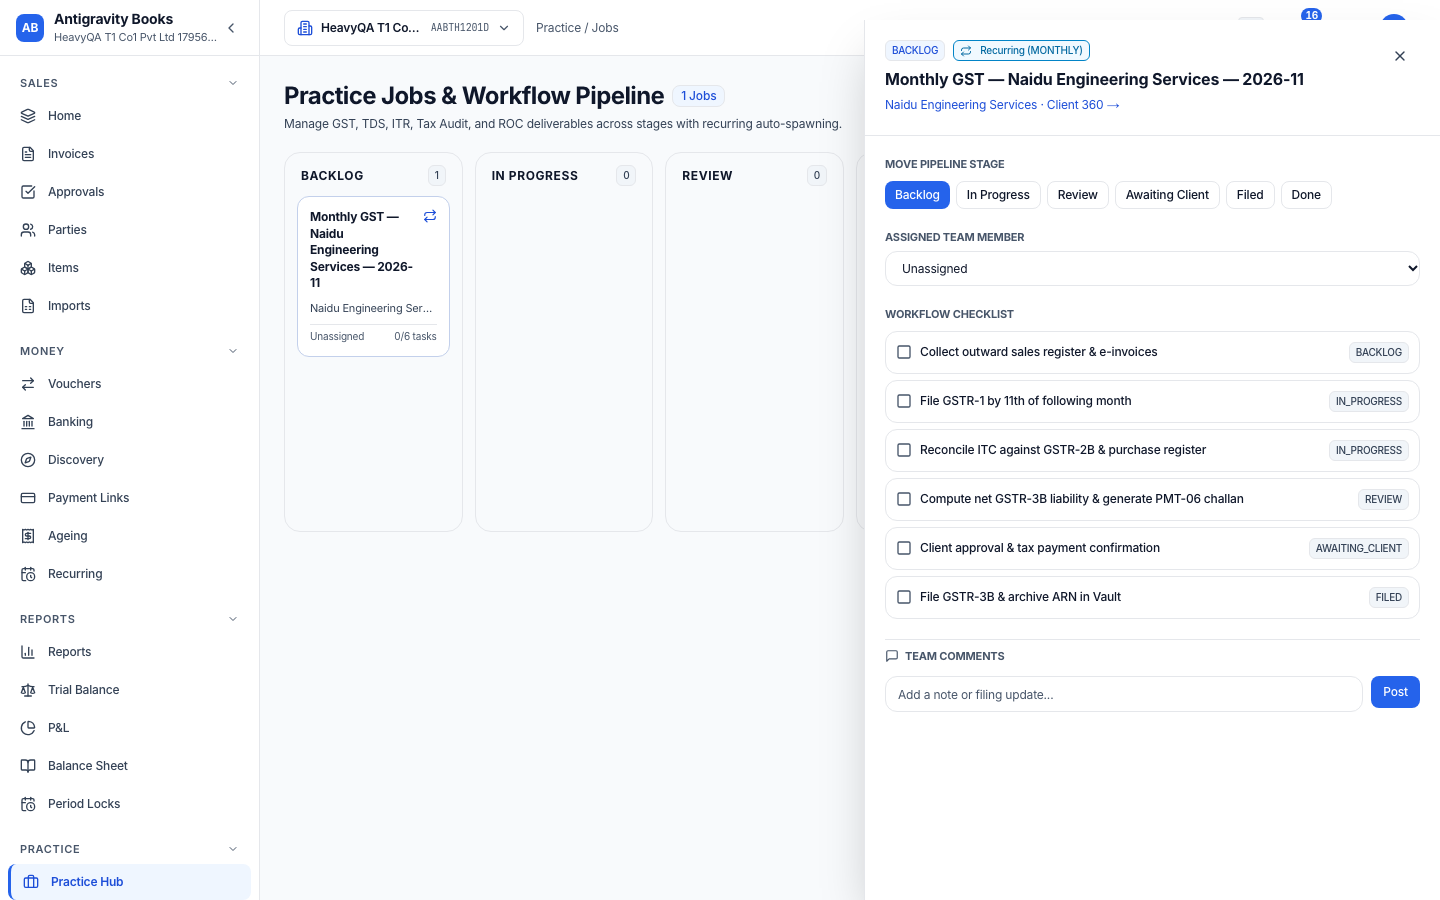 AB
Antigravity Books
HeavyQA T1 Co1 Pvt Ltd 17956...
SALES
Home
Invoices
Approvals
Parties
Items
Imports
MONEY
Vouchers
Banking
Discovery
Payment Links
Ageing
Recurring
REPORTS
Reports
Trial Balance
P&L
Balance Sheet
Period Locks
PRACTICE
Practice Hub
HeavyQA T1 Co... AABTH1201D
Practice / Jobs
16
Practice Jobs & Workflow Pipeline 1 Jobs
Manage GST, TDS, ITR, Tax Audit, and ROC deliverables across stages with recurring auto-spawning.
BACKLOG 1
Monthly GST —
Naidu
Engineering
Services — 2026-
11
Naidu Engineering Ser...
Unassigned 0/6 tasks
IN PROGRESS 0
REVIEW 0
BACKLOG Recurring (MONTHLY)
Monthly GST — Naidu Engineering Services — 2026-11
Naidu Engineering Services · Client 360 →
MOVE PIPELINE STAGE
Backlog In Progress Review Awaiting Client Filed Done
ASSIGNED TEAM MEMBER
Unassigned
WORKFLOW CHECKLIST
Collect outward sales register & e-invoices BACKLOG
File GSTR-1 by 11th of following month IN_PROGRESS
Reconcile ITC against GSTR-2B & purchase register IN_PROGRESS
Compute net GSTR-3B liability & generate PMT-06 challan REVIEW
Client approval & tax payment confirmation AWAITING_CLIENT
File GSTR-3B & archive ARN in Vault FILED
TEAM COMMENTS
Add a note or filing update... Post